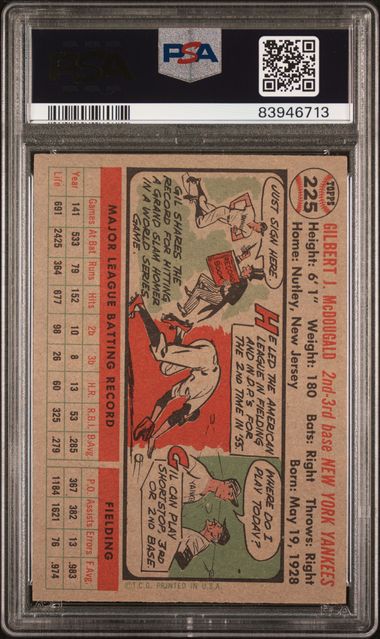 PSA
PSA
83946713
TOPPS
225
GILBERT J. McDOUGALD 2nd-3rd base NEW YORK YANKEES
Height: 6'1" Weight: 180 Bats: Right Throws: Right
Home: Nutley, New Jersey Born: May 19, 1928
JUST SIGN HERE.
GIL SHARES THE
RECORD FOR HITTING
A GRAND SLAM HOMER
IN A WORLD SERIES
GAME.
HE LED THE AMERICAN
LEAGUE IN FIELDING
AND IN D.P.'S FOR
THE 2ND TIME IN '55.
WHERE DO I
PLAY TODAY?
YANKS
GIL CAN PLAY
SHORTSTOP, 3RD
OR 2ND BASE.
MAJOR LEAGUE BATTING RECORD FIELDING
Games At Bat Runs Hits 2b 3b H.R. R.B.I. B.Avg. P.O. Assists Errors F.Avg.
Year 141 533 79 152 10 8 13 53 .285 367 382 13 .983
Life 691 2425 364 677 98 26 60 325 .279 1184 1621 76 .974
©T.C.G. PRINTED IN U.S.A.